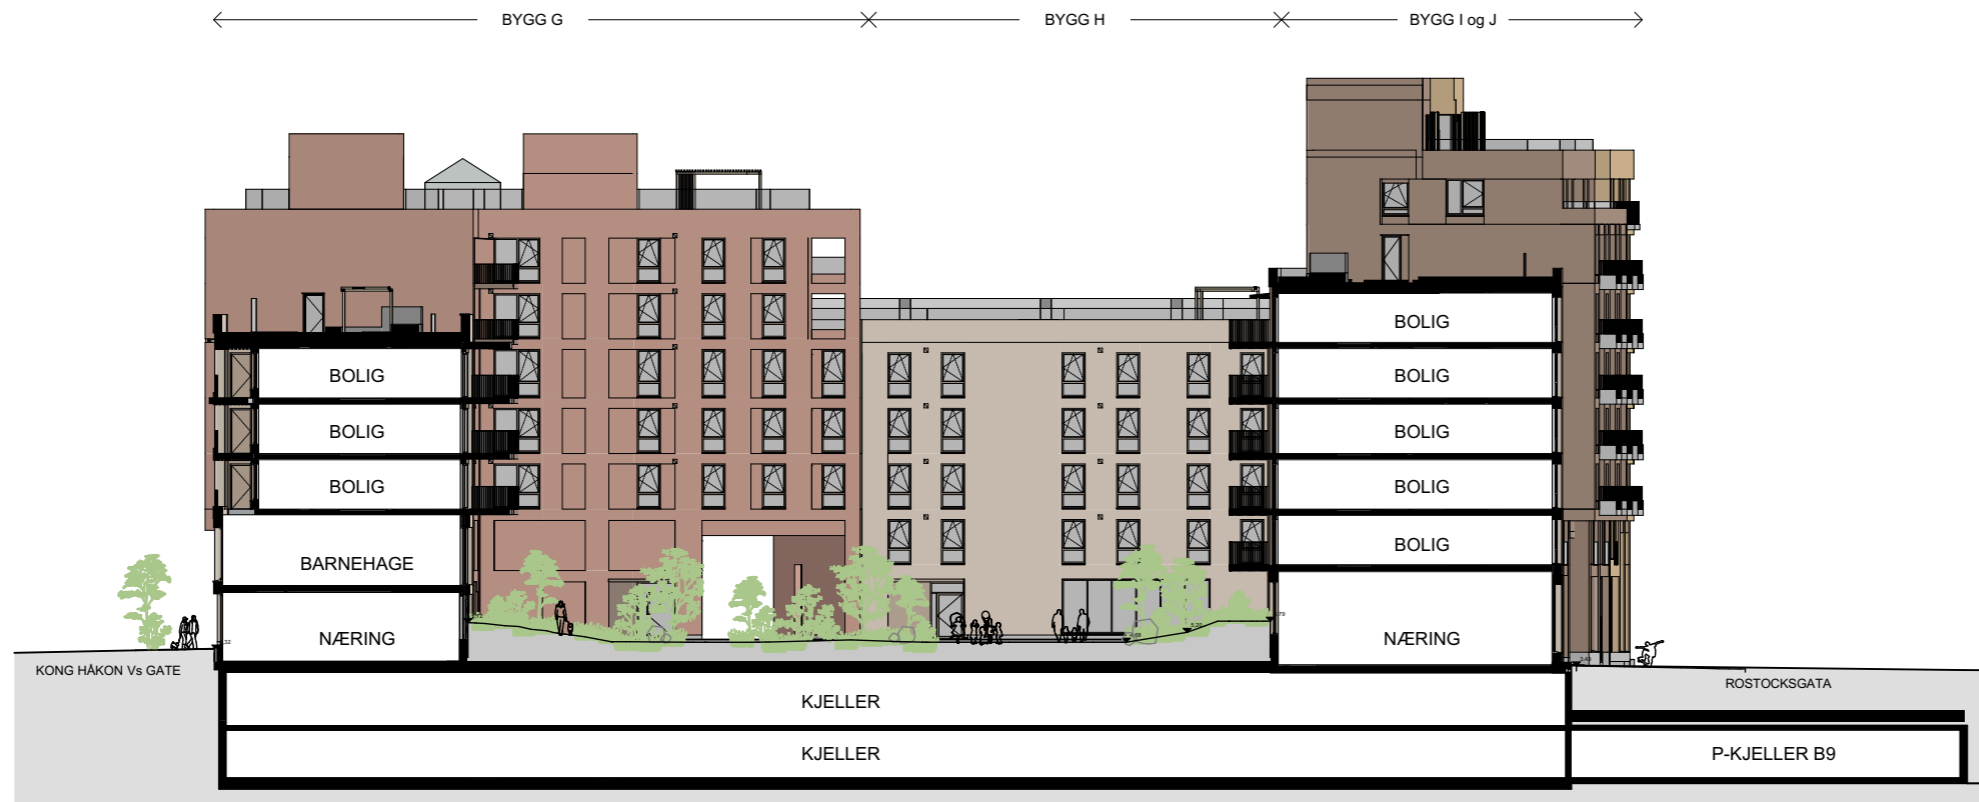 BYGG G
BYGG H
BYGG I og J
BOLIG
BOLIG
BOLIG
BOLIG
BOLIG
BOLIG
BOLIG
BOLIG
BARNEHAGE
NÆRING
NÆRING
KONG HÅKON Vs GATE
ROSTOCKSGATA
KJELLER
KJELLER
P-KJELLER B9